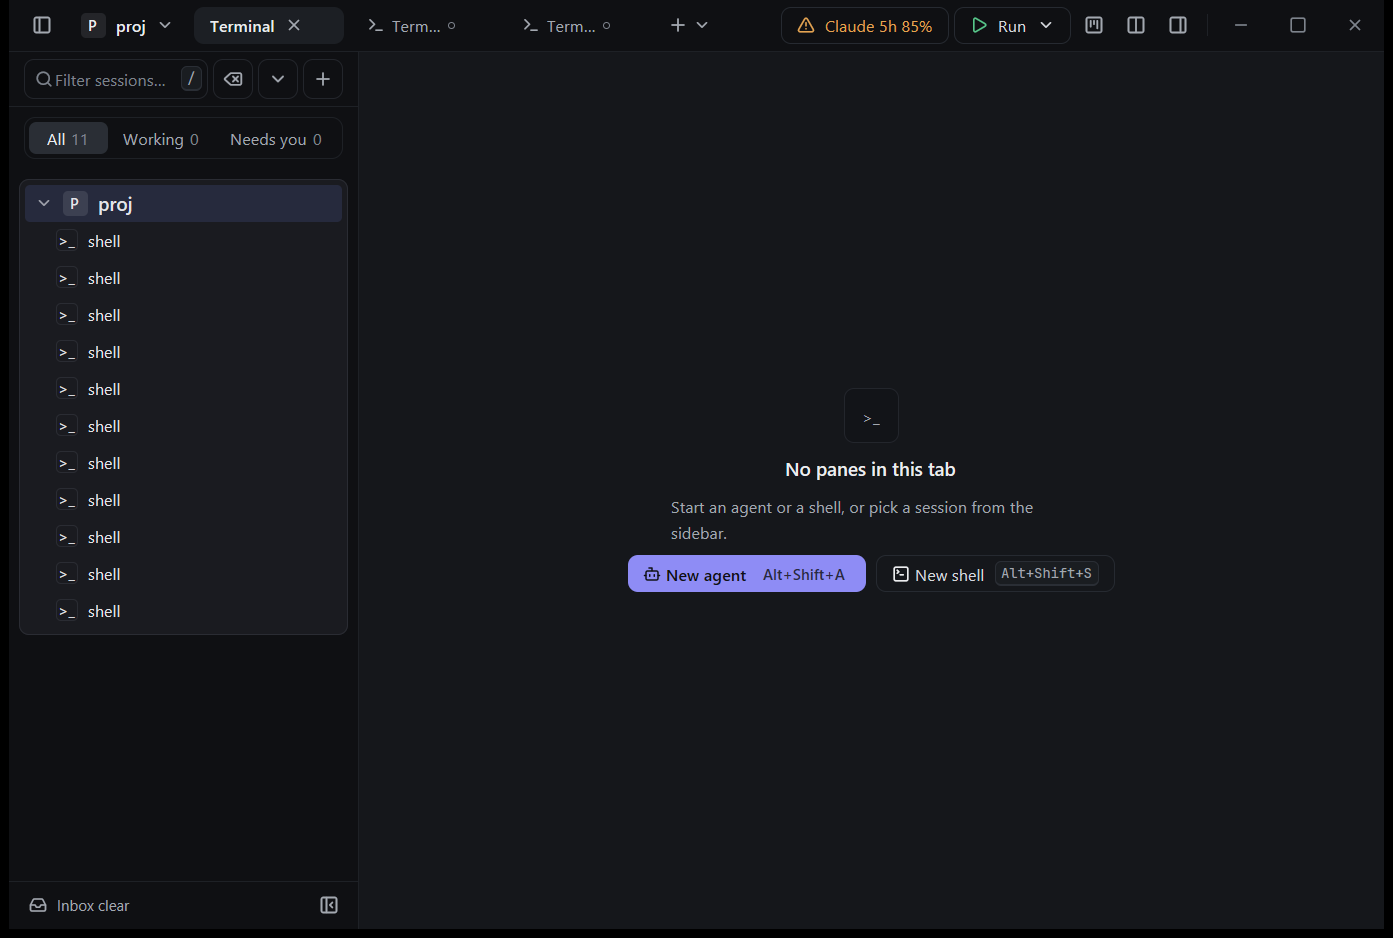 P proj
Terminal
Term...
Term...
Claude 5h 85%
Run
Filter sessions... /
All 11
Working 0
Needs you 0
P proj
>_ shell
>_ shell
>_ shell
>_ shell
>_ shell
>_ shell
>_ shell
>_ shell
>_ shell
>_ shell
>_ shell
>_
No panes in this tab
Start an agent or a shell, or pick a session from the
sidebar.
New agent Alt+Shift+A
New shell Alt+Shift+S
Inbox clear